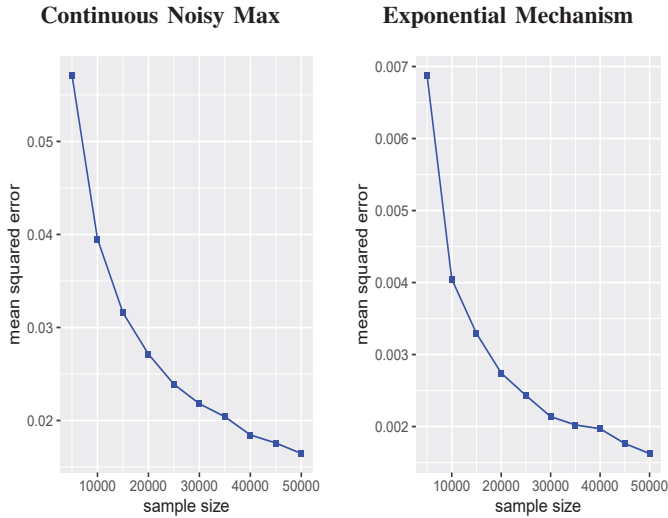 Continuous Noisy Max
Exponential Mechanism
mean squared error
0.05
0.04
0.03
0.02
10000 20000 30000 40000 50000
sample size
mean squared error
0.007
0.006
0.005
0.004
0.003
0.002
10000 20000 30000 40000 50000
sample size